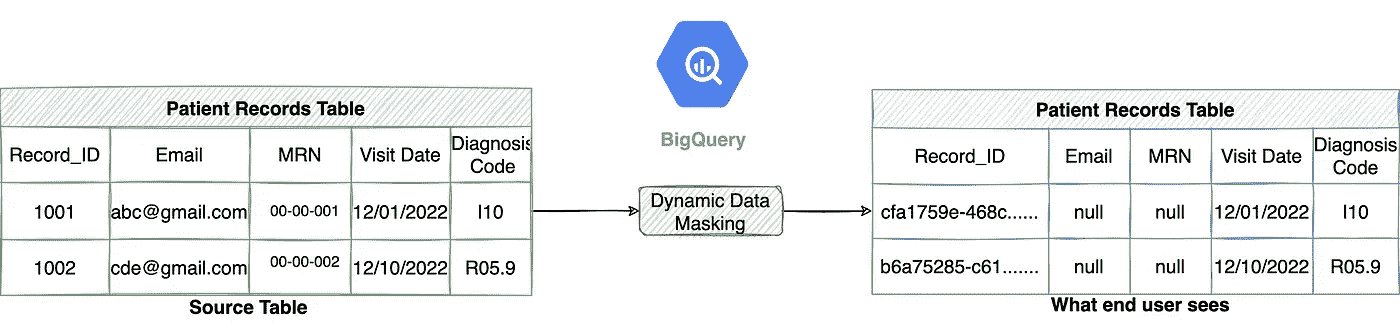 Patient Records Table
Record_ID Email MRN Visit Date Diagnosis Code
1001 abc@gmail.com 00-00-001 12/01/2022 I10
1002 cde@gmail.com 00-00-002 12/10/2022 R05.9
Source Table
BigQuery
Dynamic Data
Masking
Patient Records Table
Record_ID Email MRN Visit Date Diagnosis Code
cfa1759e-468c...... null null 12/01/2022 I10
b6a75285-c61....... null null 12/10/2022 R05.9
What end user sees